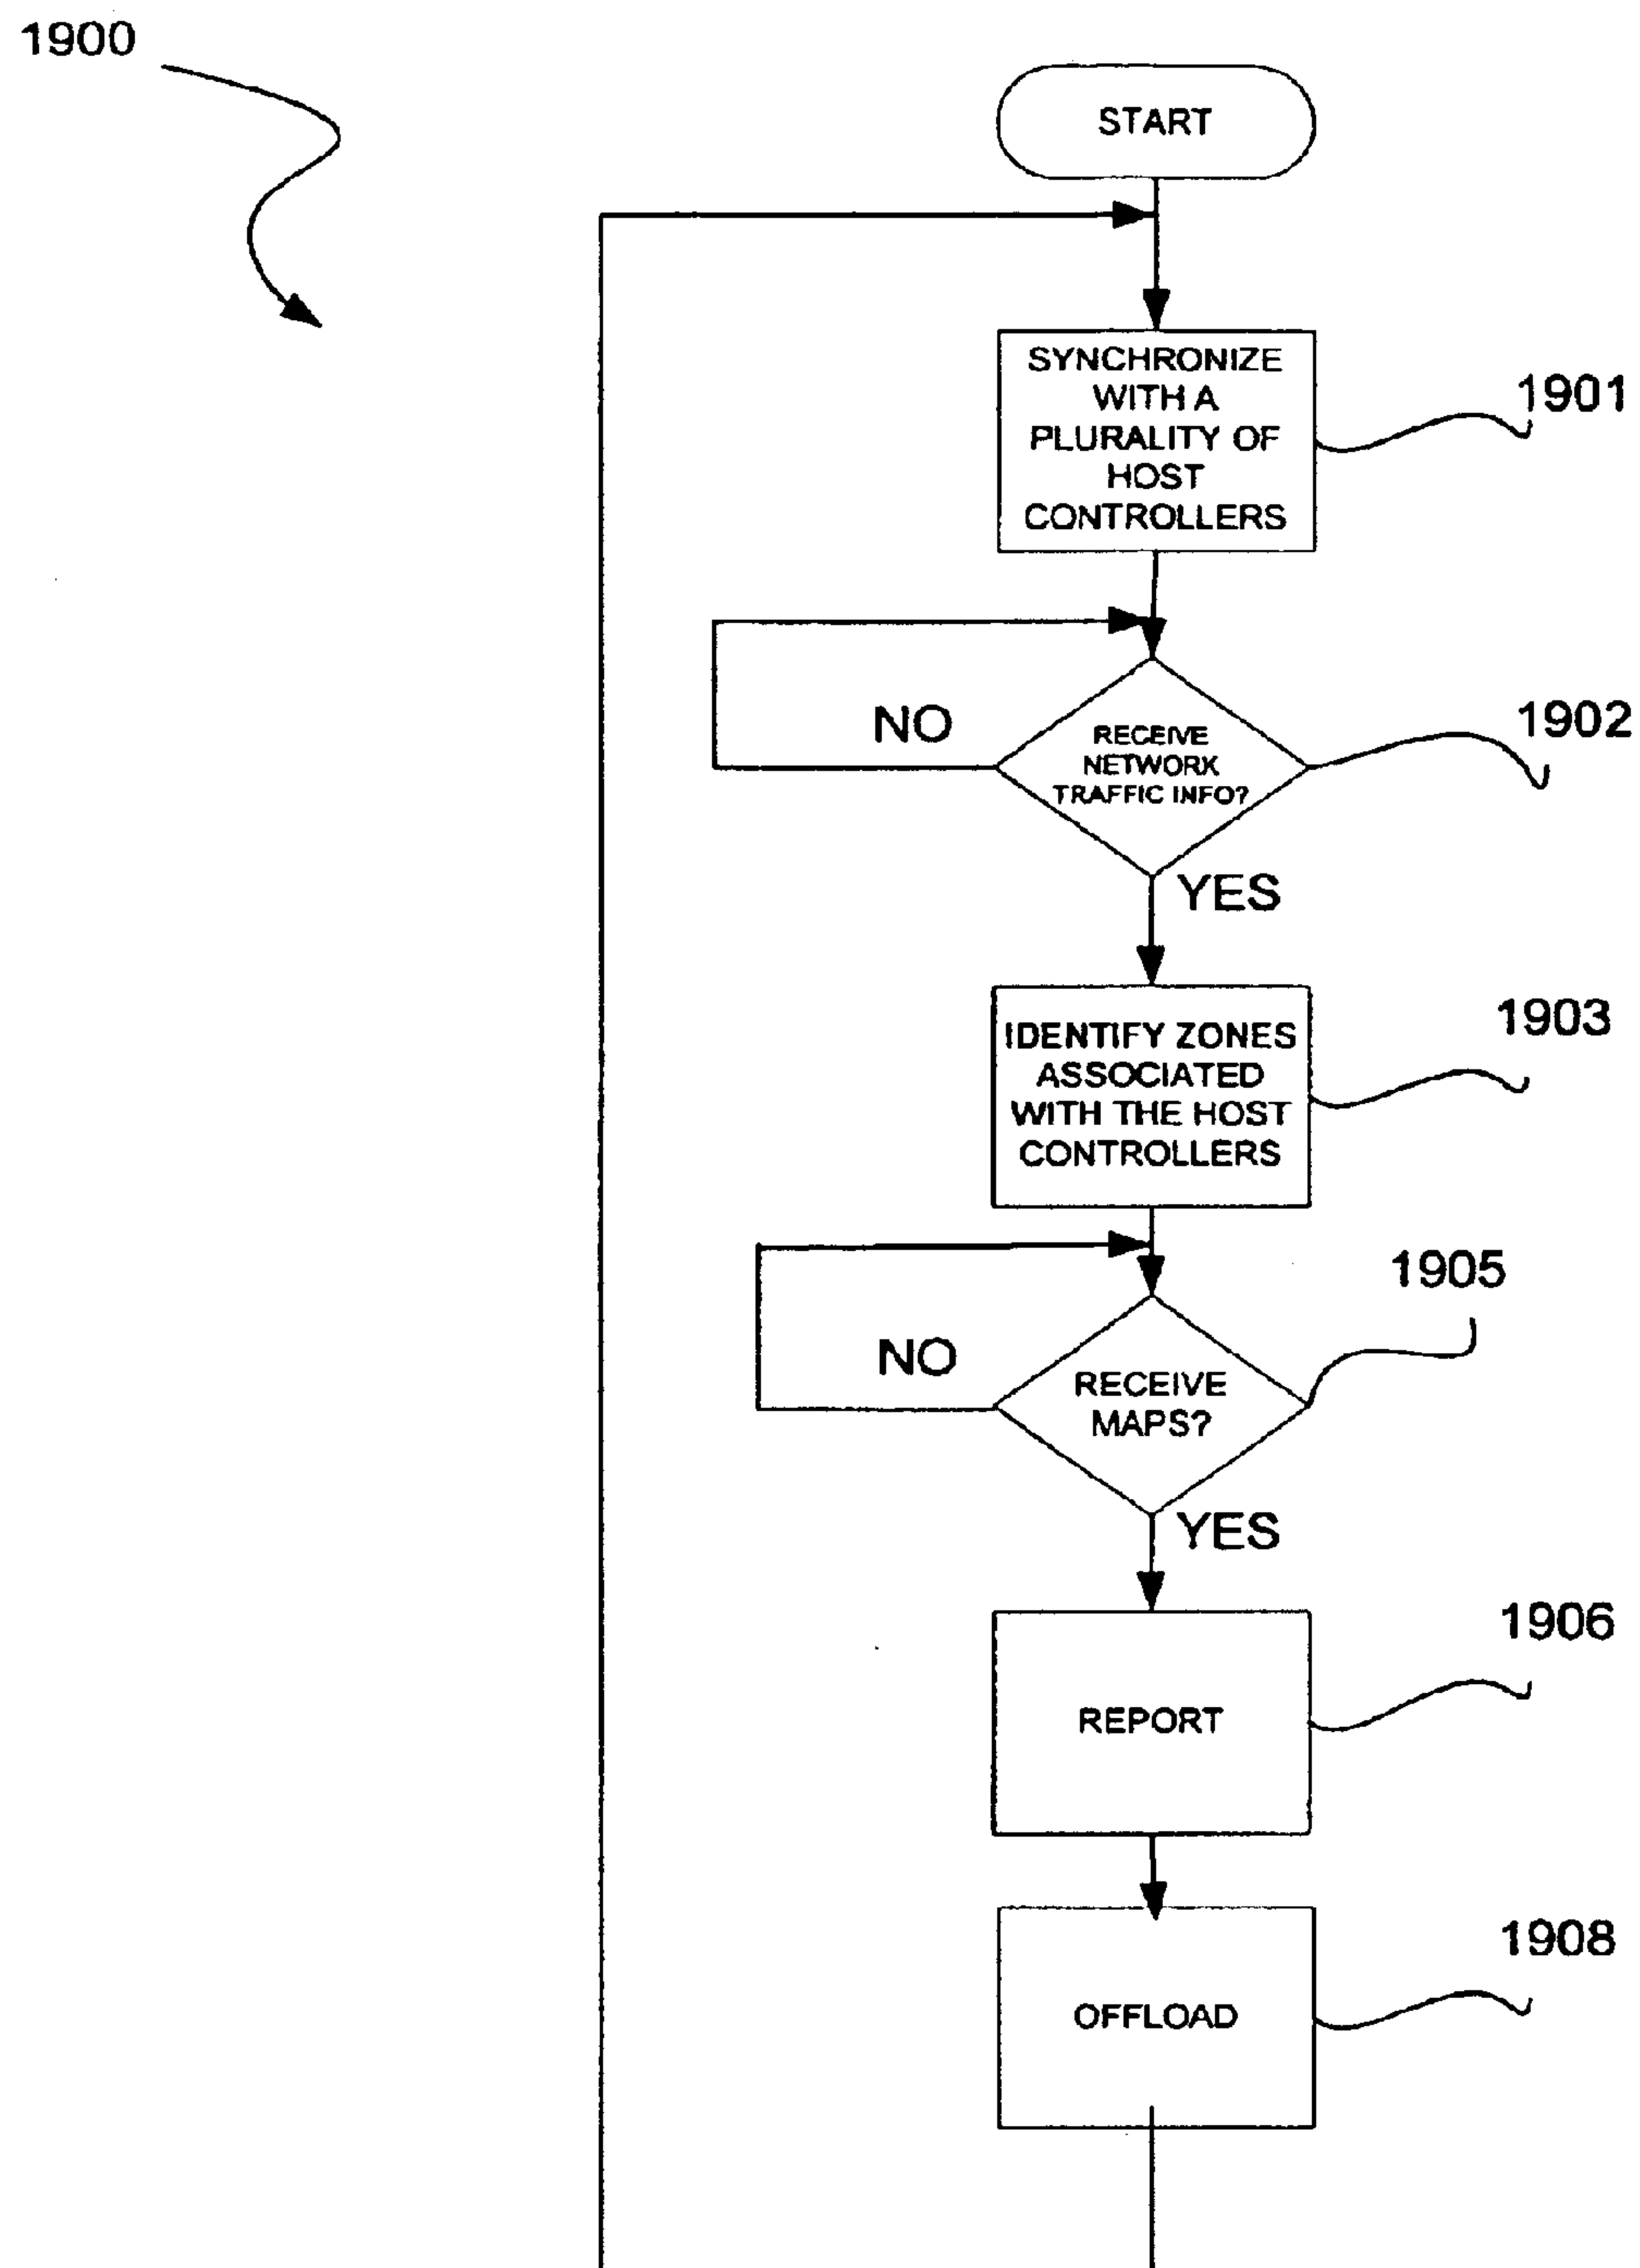 1900
START
SYNCHRONIZE
WITH A
PLURALITY OF
HOST
CONTROLLERS
1901
NO
RECEIVE
NETWORK
TRAFFIC INFO?
1902
YES
IDENTIFY ZONES
ASSOCIATED
WITH THE HOST
CONTROLLERS
1903
1905
NO
RECEIVE
MAPS?
YES
1906
REPORT
1908
OFFLOAD